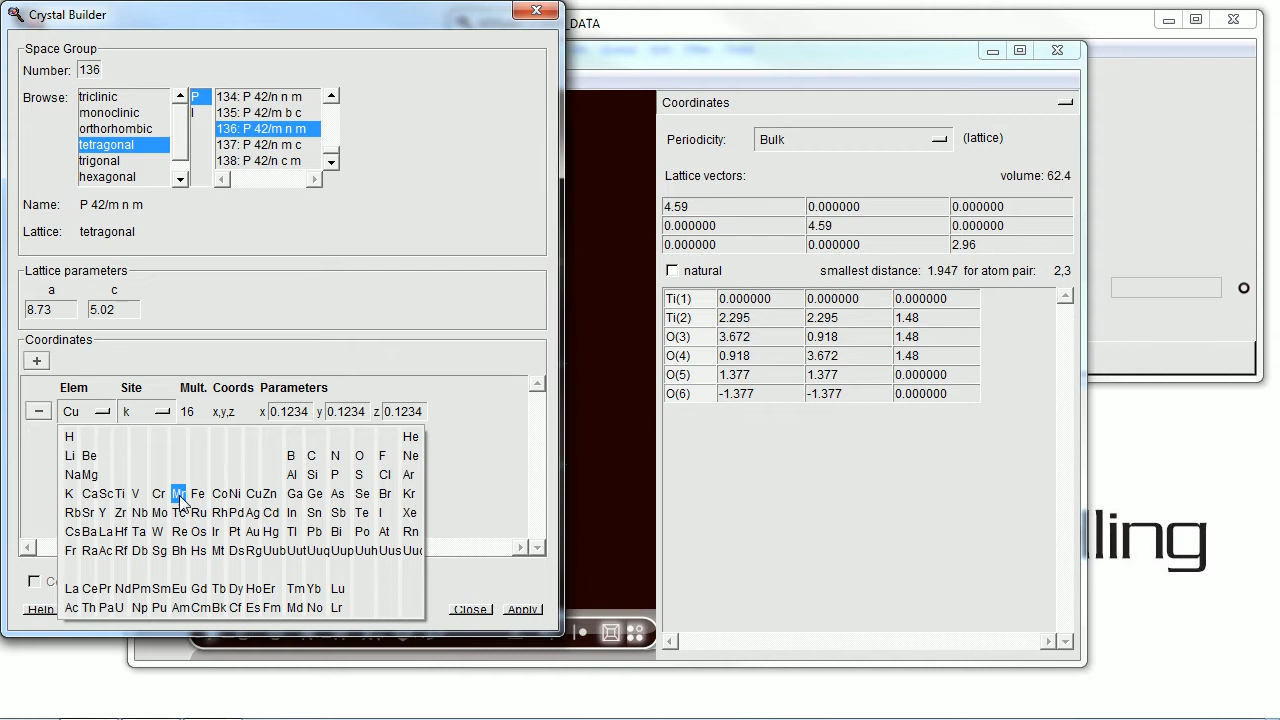 Crystal Builder
_DATA
Space Group
Number: 136
Browse:
triclinic
monoclinic
orthorhombic
tetragonal
trigonal
hexagonal
P
I
134: P 42/n n m
135: P 42/m b c
136: P 42/m n m
137: P 42/n m c
138: P 42/n c m
Name: P 42/m n m
Lattice: tetragonal
Lattice parameters
a c
8.73 5.02
Coordinates
+
Elem Site Mult. Coords Parameters
− Cu k 16 x,y,z x 0.1234 y 0.1234 z 0.1234
H He
Li Be B C N O F Ne
Na Mg Al Si P S Cl Ar
K Ca Sc Ti V Cr Mn Fe Co Ni Cu Zn Ga Ge As Se Br Kr
Rb Sr Y Zr Nb Mo Tc Ru Rh Pd Ag Cd In Sn Sb Te I Xe
Cs Ba La Hf Ta W Re Os Ir Pt Au Hg Tl Pb Bi Po At Rn
Fr Ra Ac Rf Db Sg Bh Hs Mt Ds Rg Uub Uut Uuq Uup Uuh Uus Uuo
La Ce Pr Nd Pm Sm Eu Gd Tb Dy Ho Er Tm Yb Lu
Ac Th Pa U Np Pu Am Cm Bk Cf Es Fm Md No Lr
Help Close Apply
Coordinates
Periodicity: Bulk (lattice)
Lattice vectors: volume: 62.4
4.59 0.000000 0.000000
0.000000 4.59 0.000000
0.000000 0.000000 2.96
natural smallest distance: 1.947 for atom pair: 2,3
Ti(1) 0.000000 0.000000 0.000000
Ti(2) 2.295 2.295 1.48
O(3) 3.672 0.918 1.48
O(4) 0.918 3.672 1.48
O(5) 1.377 1.377 0.000000
O(6) -1.377 -1.377 0.000000
lling